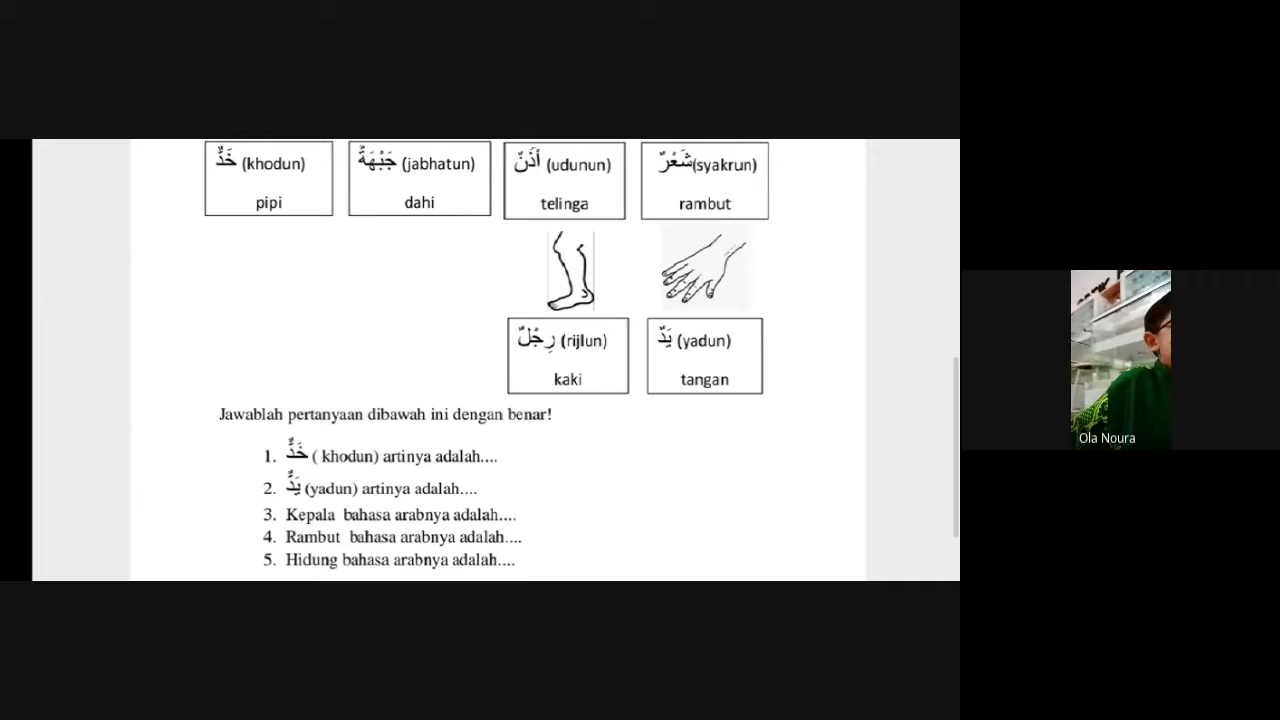 خَدٌّ (khodun)
pipi
جَبْهَةٌ (jabhatun)
dahi
أُذَنٌ (udunun)
telinga
شَعْرٌ(syakrun)
rambut
رِجْلٌ (rijlun)
kaki
يَدٌ (yadun)
tangan
Jawablah pertanyaan dibawah ini dengan benar!
1. خَدٌّ ( khodun) artinya adalah....
2. يَدٌّ (yadun) artinya adalah....
3. Kepala bahasa arabnya adalah....
4. Rambut bahasa arabnya adalah....
5. Hidung bahasa arabnya adalah....
Ola Noura